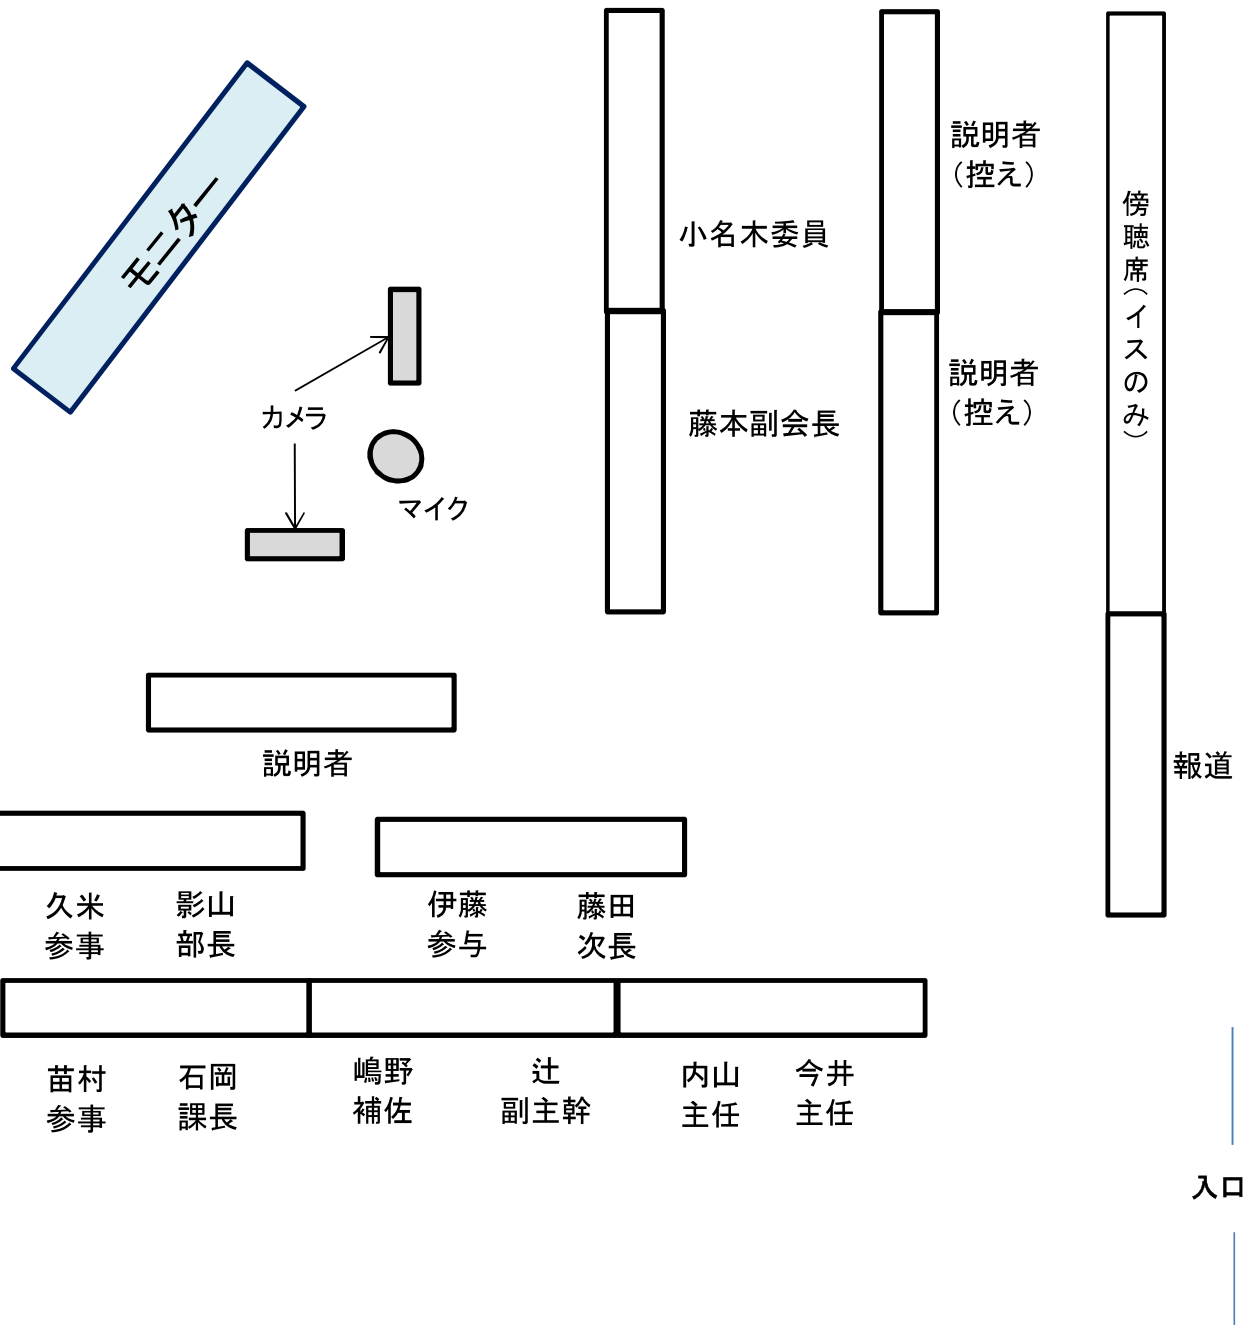 モニター
小名木委員
説明者
（控え）
傍聴席（イスのみ）
カメラ
マイク
藤本副会長
説明者
（控え）
説明者
報道
久米
参事
影山
部長
伊藤
参与
藤田
次長
苗村
参事
石岡
課長
嶋野
補佐
辻
副主幹
内山
主任
今井
主任
入口